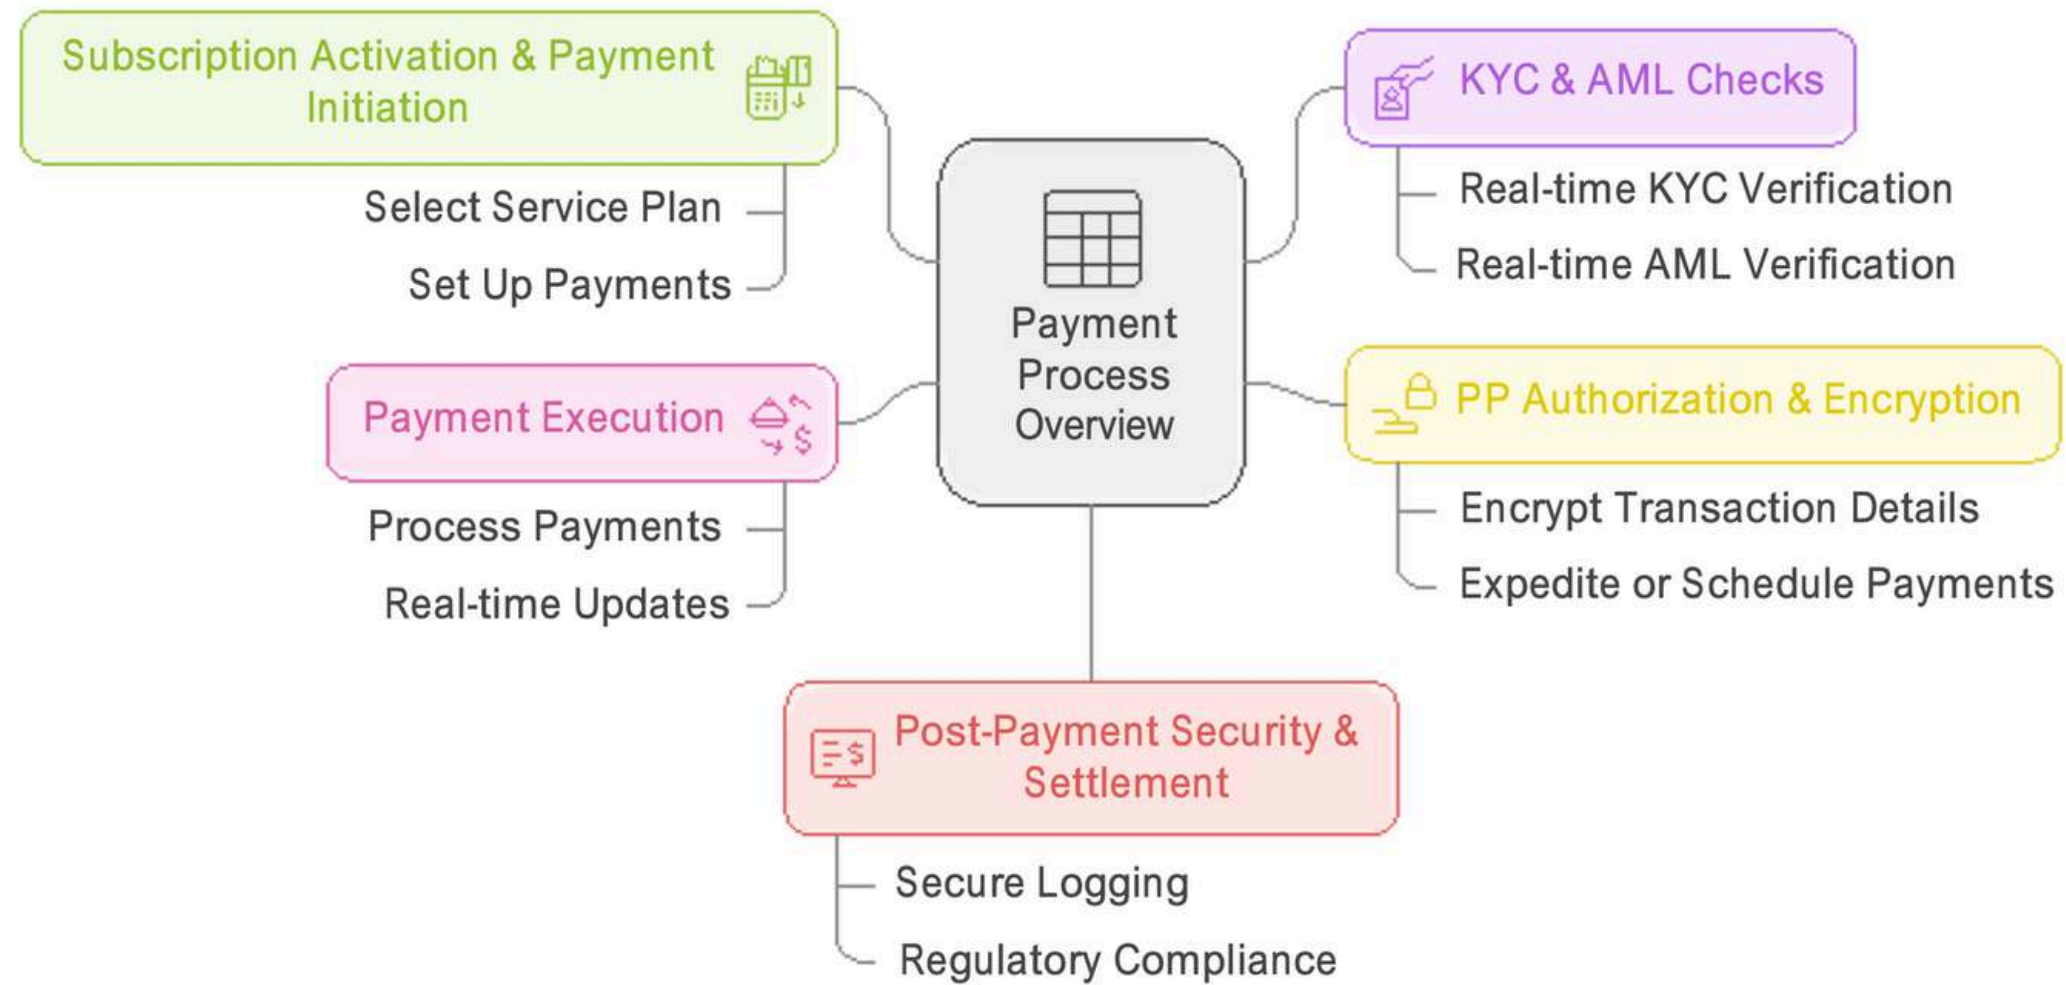 Subscription Activation & Payment
Initiation
Select Service Plan
Set Up Payments
KYC & AML Checks
Real-time KYC Verification
Real-time AML Verification
Payment
Process
Overview
Payment Execution
Process Payments
Real-time Updates
PP Authorization & Encryption
Encrypt Transaction Details
Expedite or Schedule Payments
Post-Payment Security &
Settlement
Secure Logging
Regulatory Compliance